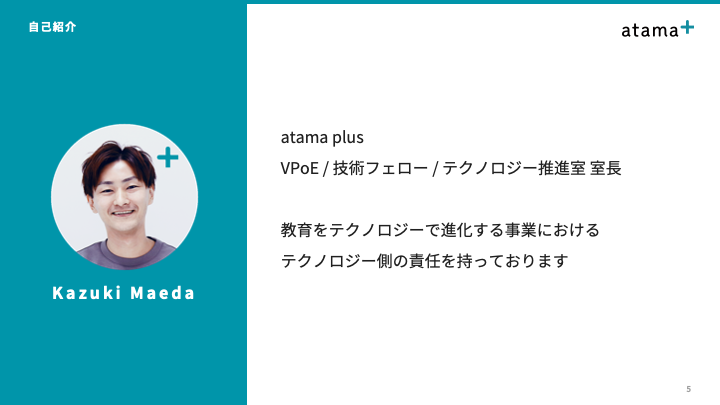 自己紹介
atama+
Kazuki Maeda
atama plus
VPoE / 技術フェロー / テクノロジー推進室 室長
教育をテクノロジーで進化する事業における
テクノロジー側の責任を持っております
5